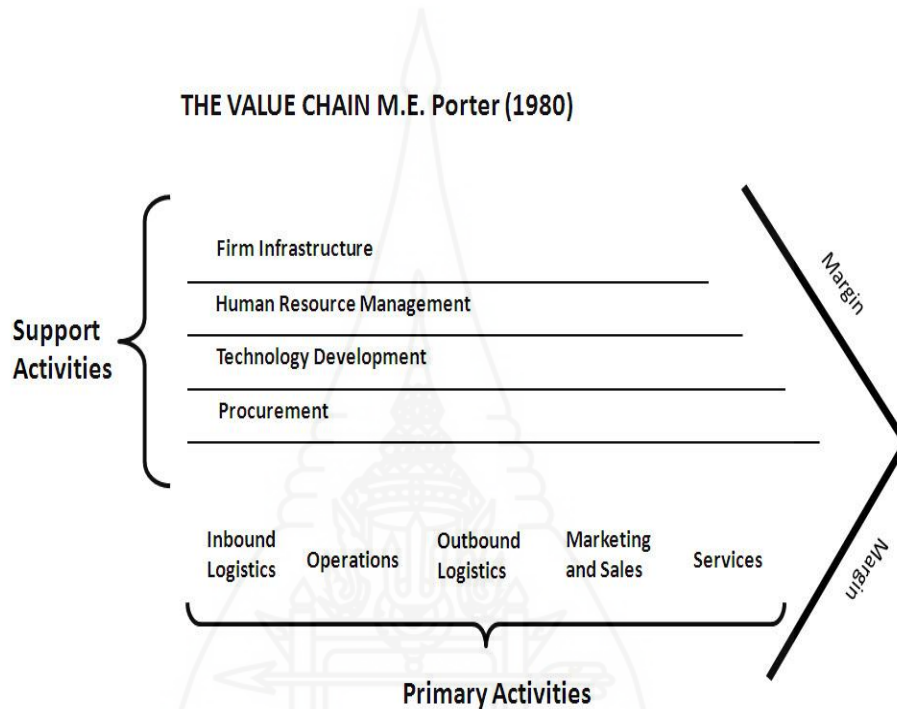 THE VALUE CHAIN M.E. Porter (1980)
Firm Infrastructure
Human Resource Management
Technology Development
Procurement
Support
Activities
Margin
Margin
Inbound
Logistics
Operations
Outbound
Logistics
Marketing
and Sales
Services
Primary Activities